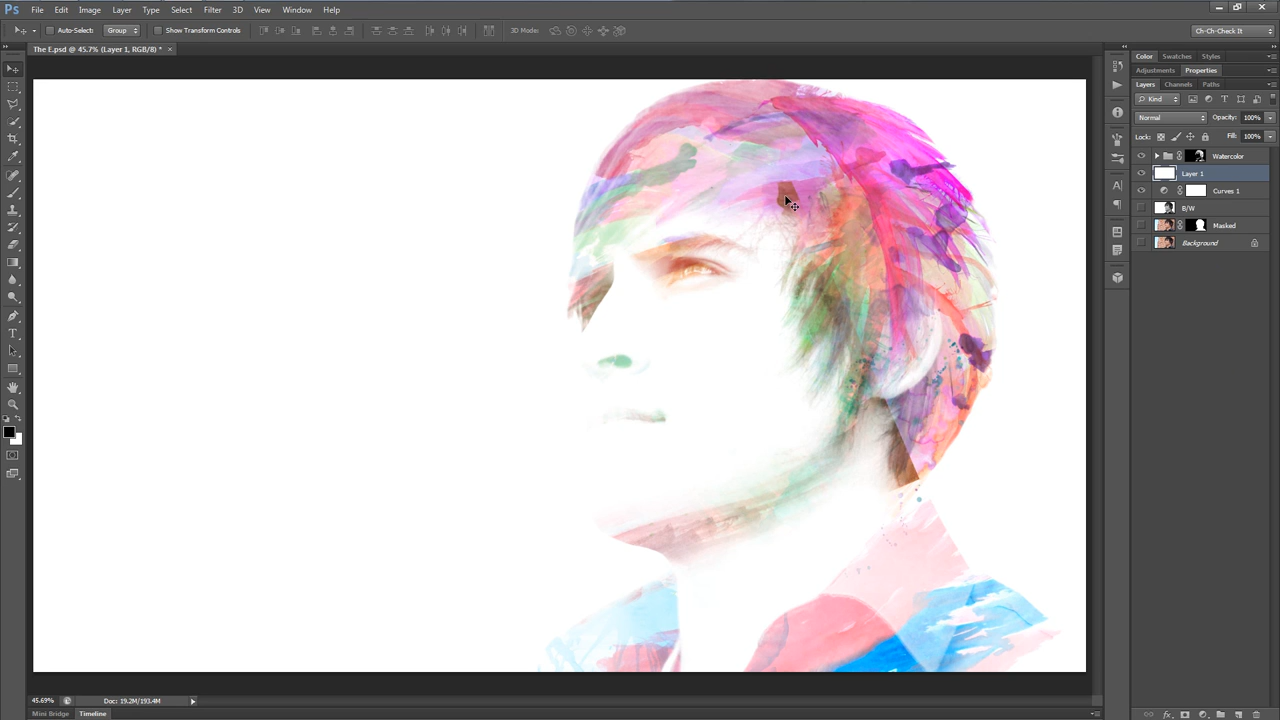 Ps File Edit Image Layer Type Select Filter 3D View Window Help
Auto-Select: Group Show Transform Controls 3D Mode: Ch-Ch-Check It
The E.psd @ 45.7% (Layer 1, RGB/8) * ×
Color Swatches Styles
Adjustments Properties
Layers Channels Paths
Kind
Normal Opacity: 100%
Lock: Fill: 100%
Watercolor
Layer 1
Curves 1
B/W
Masked
Background
45.69% Doc: 19.2M/193.4M
Mini Bridge Timeline